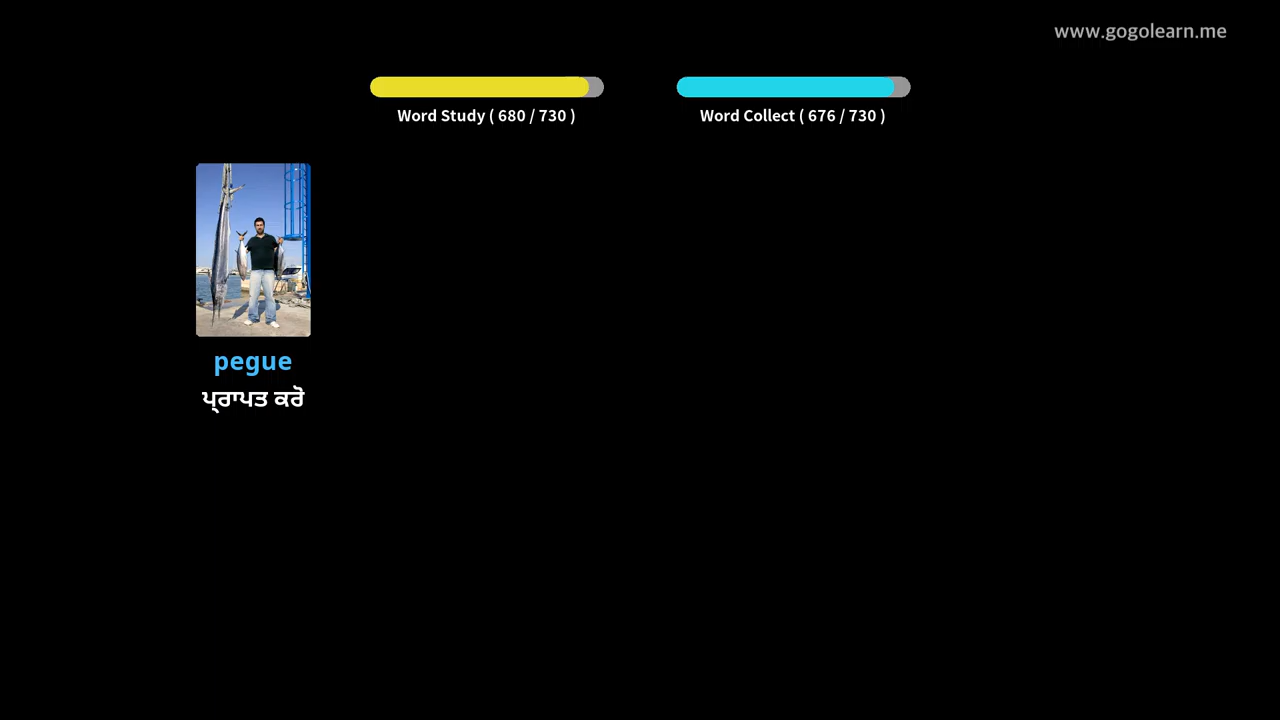 www.gogolearn.me
Word Study ( 680 / 730 )
Word Collect ( 676 / 730 )
pegue
ਪ੍ਰਾਪਤ ਕਰੋ